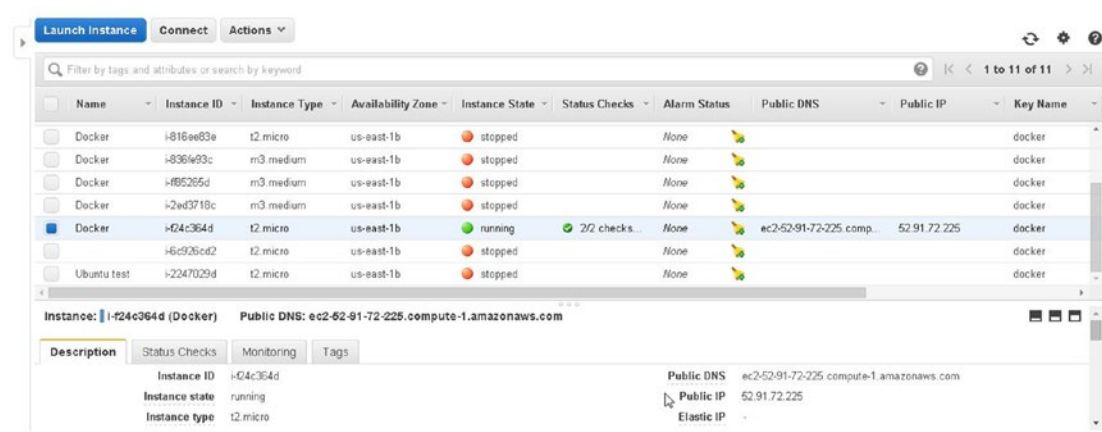 Launch Instance Connect Actions
Filter by tags and attributes or search by keyword 1 to 11 of 11
Name Instance ID Instance Type Availability Zone Instance State Status Checks Alarm Status Public DNS Public IP Key Name
Docker i-816ee83e t2.micro us-east-1b stopped None docker
Docker i-836fe93c m3.medium us-east-1b stopped None docker
Docker i-ff85265d m3.medium us-east-1b stopped None docker
Docker i-2ed3718c m3.medium us-east-1b stopped None docker
Docker i-f24c364d t2.micro us-east-1b running 2/2 checks... None ec2-52-91-72-225.comp... 52.91.72.225 docker
i-6c926cd2 t2.micro us-east-1b stopped None docker
Ubuntu test i-2247029d t2.micro us-east-1b stopped None docker
Instance: i-f24c364d (Docker) Public DNS: ec2-52-91-72-225.compute-1.amazonaws.com
Description Status Checks Monitoring Tags
Instance ID i-f24c364d Public DNS ec2-52-91-72-225.compute-1.amazonaws.com
Instance state running Public IP 52.91.72.225
Instance type t2.micro Elastic IP -